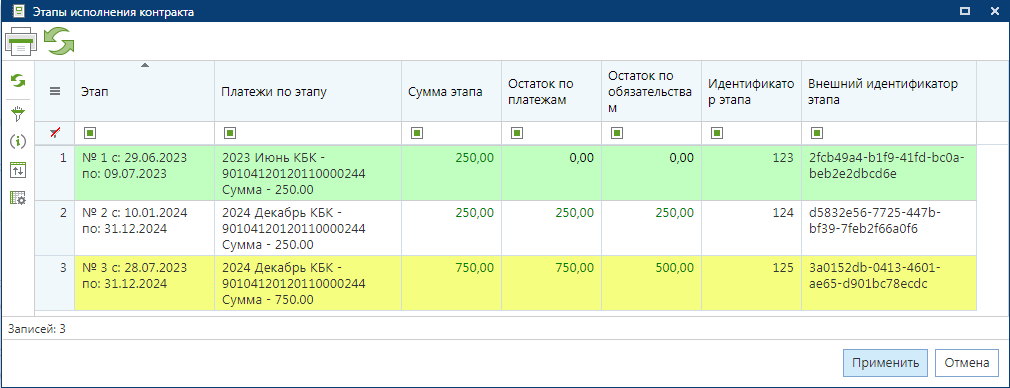 Этапы исполнения контракта
Этап
Платежи по этапу
Сумма этапа
Остаток по
платежам
Остаток по
обязательства
м
Идентификато
р этапа
Внешний идентификатор
этапа
1
№ 1 с: 29.06.2023
по: 09.07.2023
2023 Июнь КБК -
90104120120110000244
Сумма - 250.00
250,00
0,00
0,00
123
2fcb49a4-b1f9-41fd-bc0a-
beb2e2dbcd6e
2
№ 2 с: 10.01.2024
по: 31.12.2024
2024 Декабрь КБК -
90104120120110000244
Сумма - 250.00
250,00
250,00
250,00
124
d5832e56-7725-447b-
bf39-7feb2f66a0f6
3
№ 3 с: 28.07.2023
по: 31.12.2024
2024 Декабрь КБК -
90104120120110000244
Сумма - 750.00
750,00
750,00
500,00
125
3a0152db-0413-4601-
ae65-d901bc78ecdc
Записей: 3
Применить
Отмена